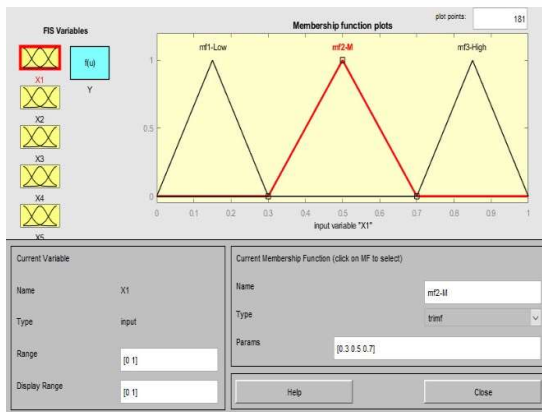 FIS Variables
X1
X2
X3
X4
X5
f(u)
Y
Membership function plots
plot points:
181
mf1-Low
mf2-M
mf3-High
1
0.5
0
0
0.1
0.2
0.3
0.4
0.5
0.6
0.7
0.8
0.9
1
input variable "X1"
Current Variable
Name
X1
Type
input
Range
[0 1]
Display Range
[0 1]
Current Membership Function (click on MF to select)
Name
mf2-M
Type
trimf
Params
[0.3 0.5 0.7]
Help
Close